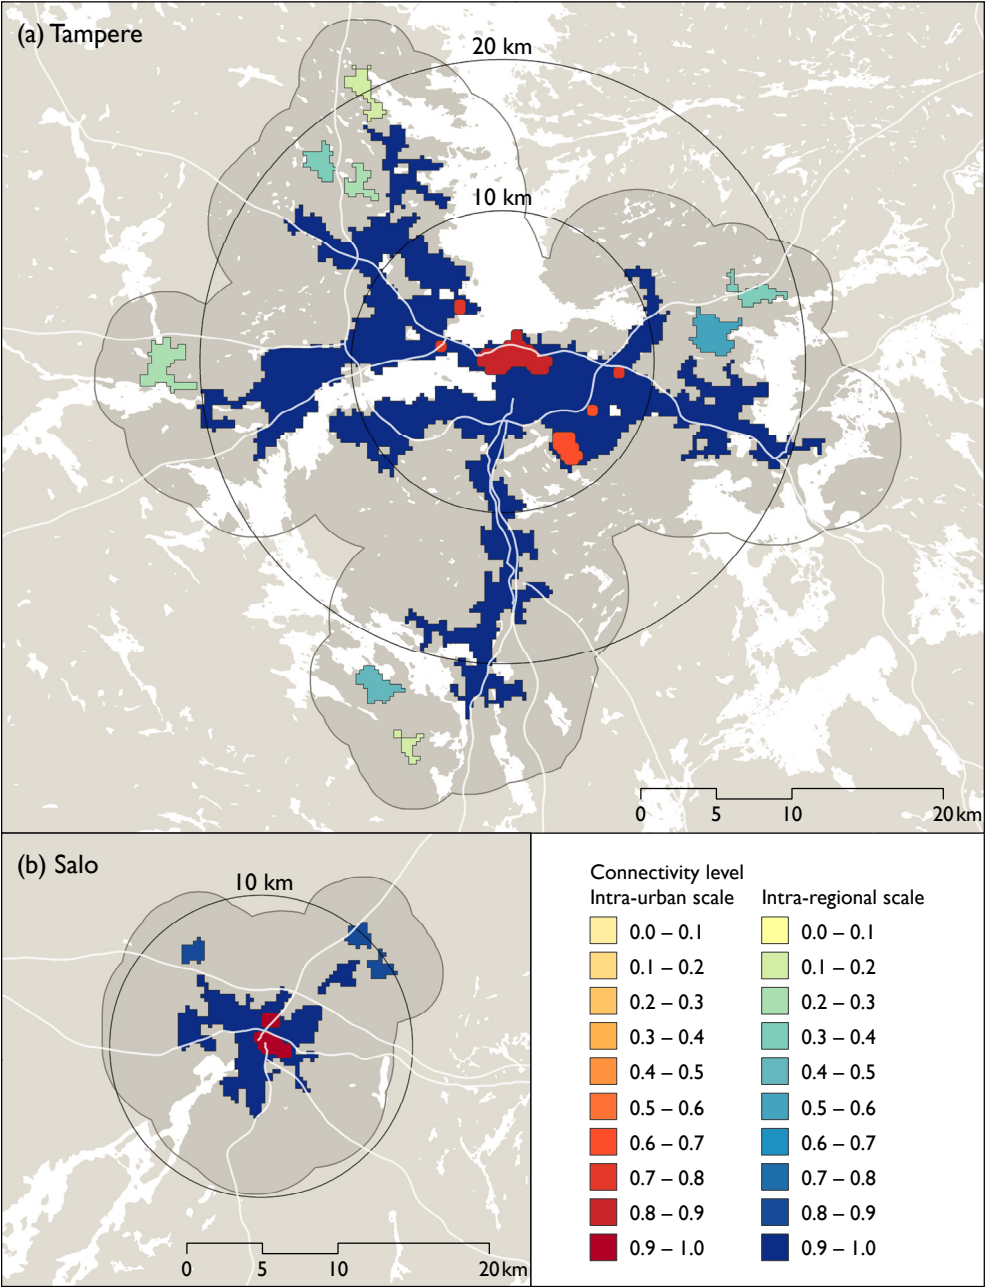 (a) Tampere
20 km
10 km
0 5 10 20 km
(b) Salo
10 km
0 5 10 20 km
Connectivity level
Intra-urban scale Intra-regional scale
0.0 – 0.1 0.0 – 0.1
0.1 – 0.2 0.1 – 0.2
0.2 – 0.3 0.2 – 0.3
0.3 – 0.4 0.3 – 0.4
0.4 – 0.5 0.4 – 0.5
0.5 – 0.6 0.5 – 0.6
0.6 – 0.7 0.6 – 0.7
0.7 – 0.8 0.7 – 0.8
0.8 – 0.9 0.8 – 0.9
0.9 – 1.0 0.9 – 1.0